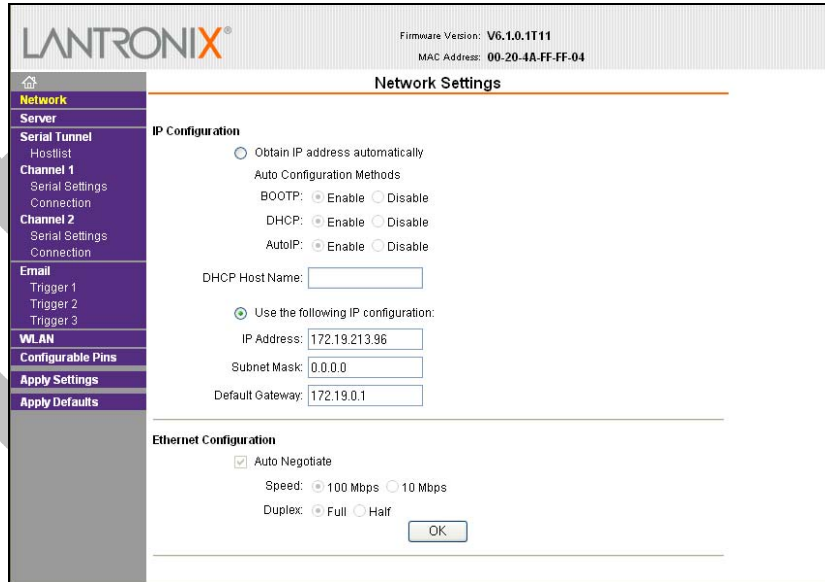 LANTRONIX®
Firmware Version: V6.1.0.1T11
MAC Address: 00-20-4A-FF-FF-04
Network
Server
Serial Tunnel
Hostlist
Channel 1
Serial Settings
Connection
Channel 2
Serial Settings
Connection
Email
Trigger 1
Trigger 2
Trigger 3
WLAN
Configurable Pins
Apply Settings
Apply Defaults
Network Settings
IP Configuration
Obtain IP address automatically
Auto Configuration Methods
BOOTP: Enable Disable
DHCP: Enable Disable
AutoIP: Enable Disable
DHCP Host Name:
Use the following IP configuration:
IP Address: 172.19.213.96
Subnet Mask: 0.0.0.0
Default Gateway: 172.19.0.1
Ethernet Configuration
Auto Negotiate
Speed: 100 Mbps 10 Mbps
Duplex: Full Half
OK